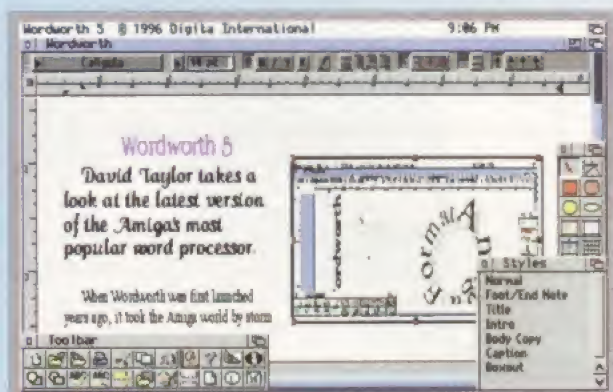 Wordworth 5 © 1996 Digita International 9:06 PM
Wordworth
Wordworth 5
David Taylor takes a
look at the latest version
of the Amiga's most
popular word processor.
When Wordworth was first launched
years ago, it took the Amiga world by storm
ordworth
Format
Styles
Normal
Foot/End Note
Title
Intro
Body Copy
Caption
Boxout
Toolbar